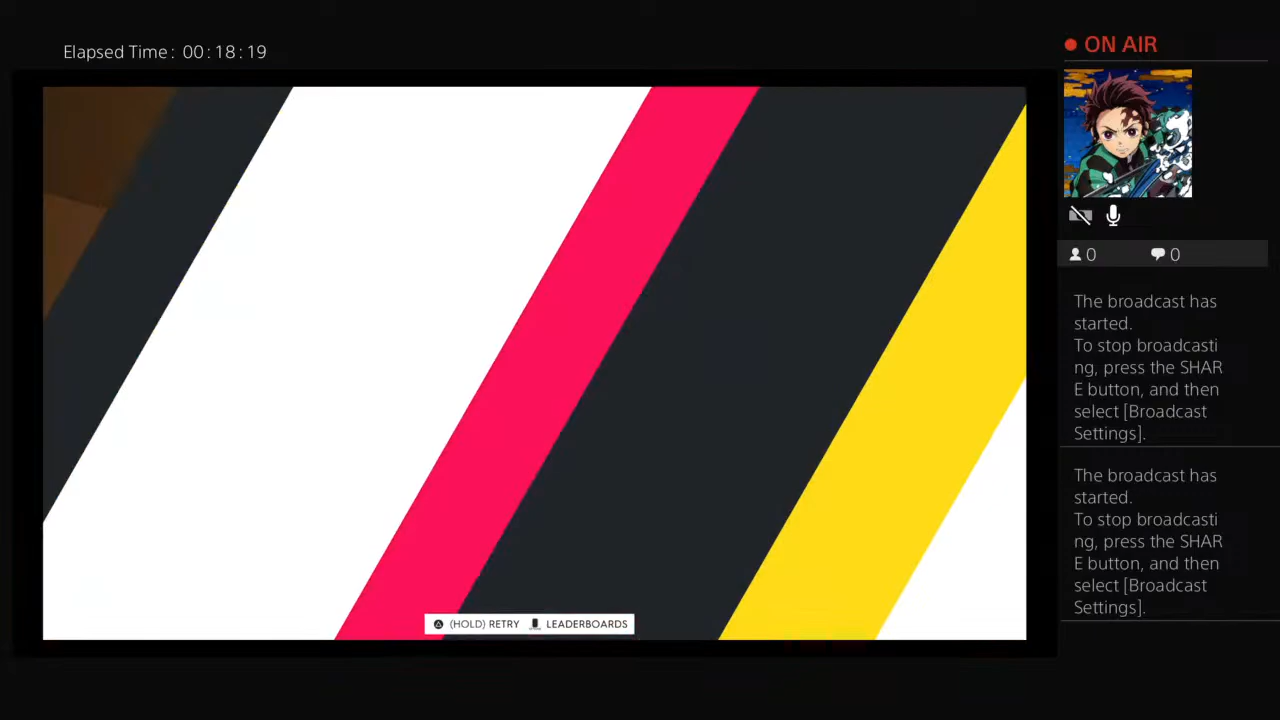 Elapsed Time: 00:18:19
ON AIR
0 0
The broadcast has
started.
To stop broadcasti
ng, press the SHAR
E button, and then
select [Broadcast
Settings].
The broadcast has
started.
To stop broadcasti
ng, press the SHAR
E button, and then
select [Broadcast
Settings].
(HOLD) RETRY LEADERBOARDS